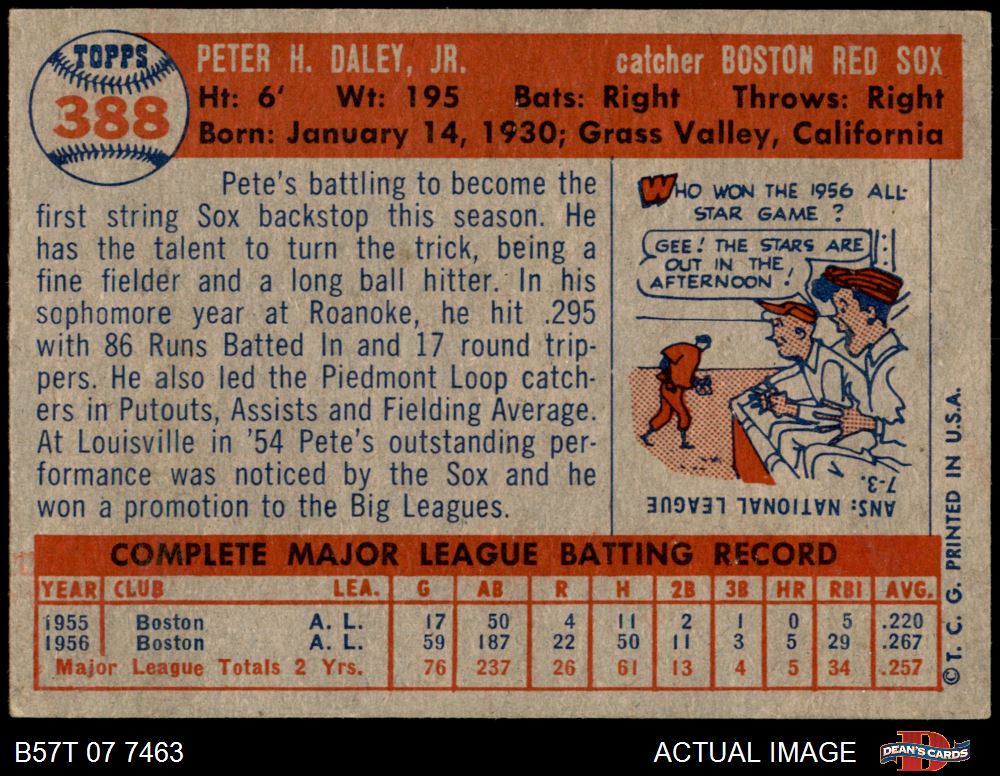 TOPPS
388
PETER H. DALEY, JR. catcher BOSTON RED SOX
Ht: 6' Wt: 195 Bats: Right Throws: Right
Born: January 14, 1930; Grass Valley, California
Pete's battling to become the
first string Sox backstop this season. He
has the talent to turn the trick, being a
fine fielder and a long ball hitter. In his
sophomore year at Roanoke, he hit .295
with 86 Runs Batted In and 17 round trip-
pers. He also led the Piedmont Loop catch-
ers in Putouts, Assists and Fielding Average.
At Louisville in '54 Pete's outstanding per-
formance was noticed by the Sox and he
won a promotion to the Big Leagues.
WHO WON THE 1956 ALL-
STAR GAME ?
GEE! THE STARS ARE
OUT IN THE
AFTERNOON !
ANS: NATIONAL LEAGUE
7-3.
COMPLETE MAJOR LEAGUE BATTING RECORD
YEAR CLUB LEA. G AB R H 2B 3B HR RBI AVG.
1955 Boston A. L. 17 50 4 11 2 1 0 5 .220
1956 Boston A. L. 59 187 22 50 11 3 5 29 .267
Major League Totals 2 Yrs. 76 237 26 61 13 4 5 34 .257
© T. C. G. PRINTED IN U.S.A.
B57T 07 7463 ACTUAL IMAGE
D
DEAN'S CARDS